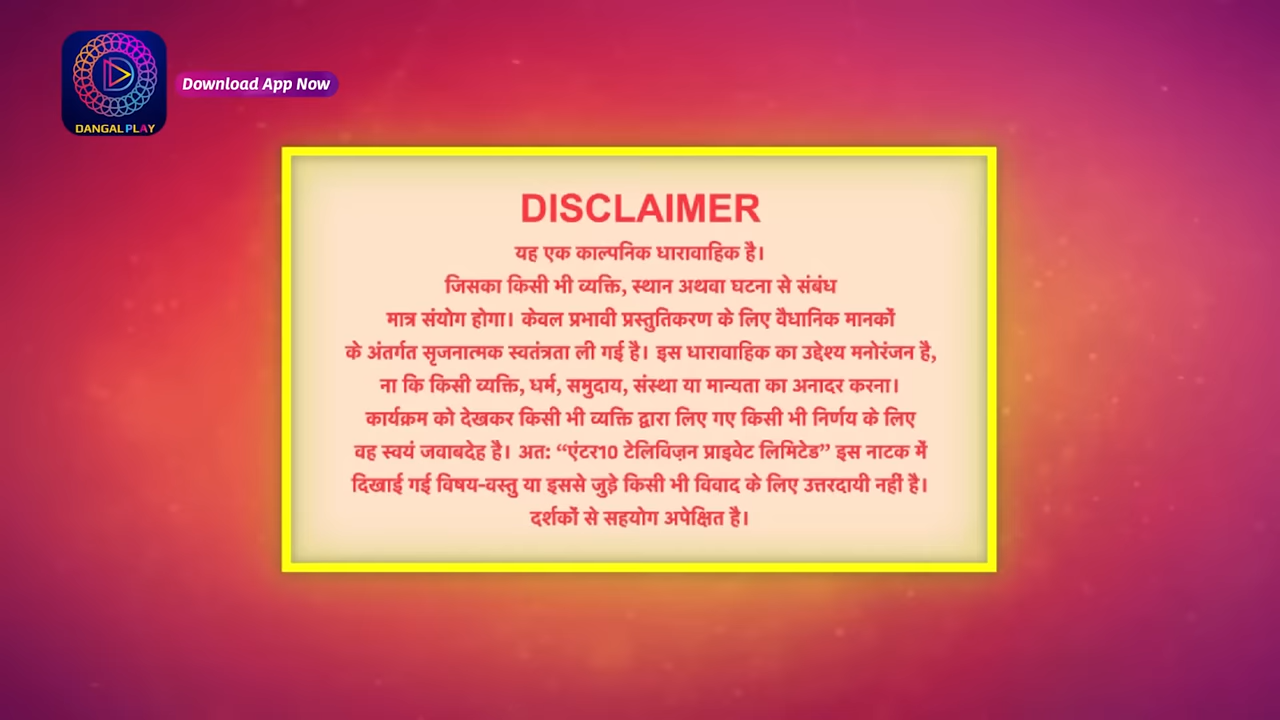 DANGAL PLAY
Download App Now
DISCLAIMER
यह एक काल्पनिक धारावाहिक है।
जिसका किसी भी व्यक्ति, स्थान अथवा घटना से संबंध
मात्र संयोग होगा। केवल प्रभावी प्रस्तुतिकरण के लिए वैधानिक मानकों
के अंतर्गत सृजनात्मक स्वतंत्रता ली गई है। इस धारावाहिक का उद्देश्य मनोरंजन है,
ना कि किसी व्यक्ति, धर्म, समुदाय, संस्था या मान्यता का अनादर करना।
कार्यक्रम को देखकर किसी भी व्यक्ति द्वारा लिए गए किसी भी निर्णय के लिए
वह स्वयं जवाबदेह है। अत: “एंटर10 टेलिविज़न प्राइवेट लिमिटेड” इस नाटक में
दिखाई गई विषय-वस्तु या इससे जुड़े किसी भी विवाद के लिए उत्तरदायी नहीं है।
दर्शकों से सहयोग अपेक्षित है।